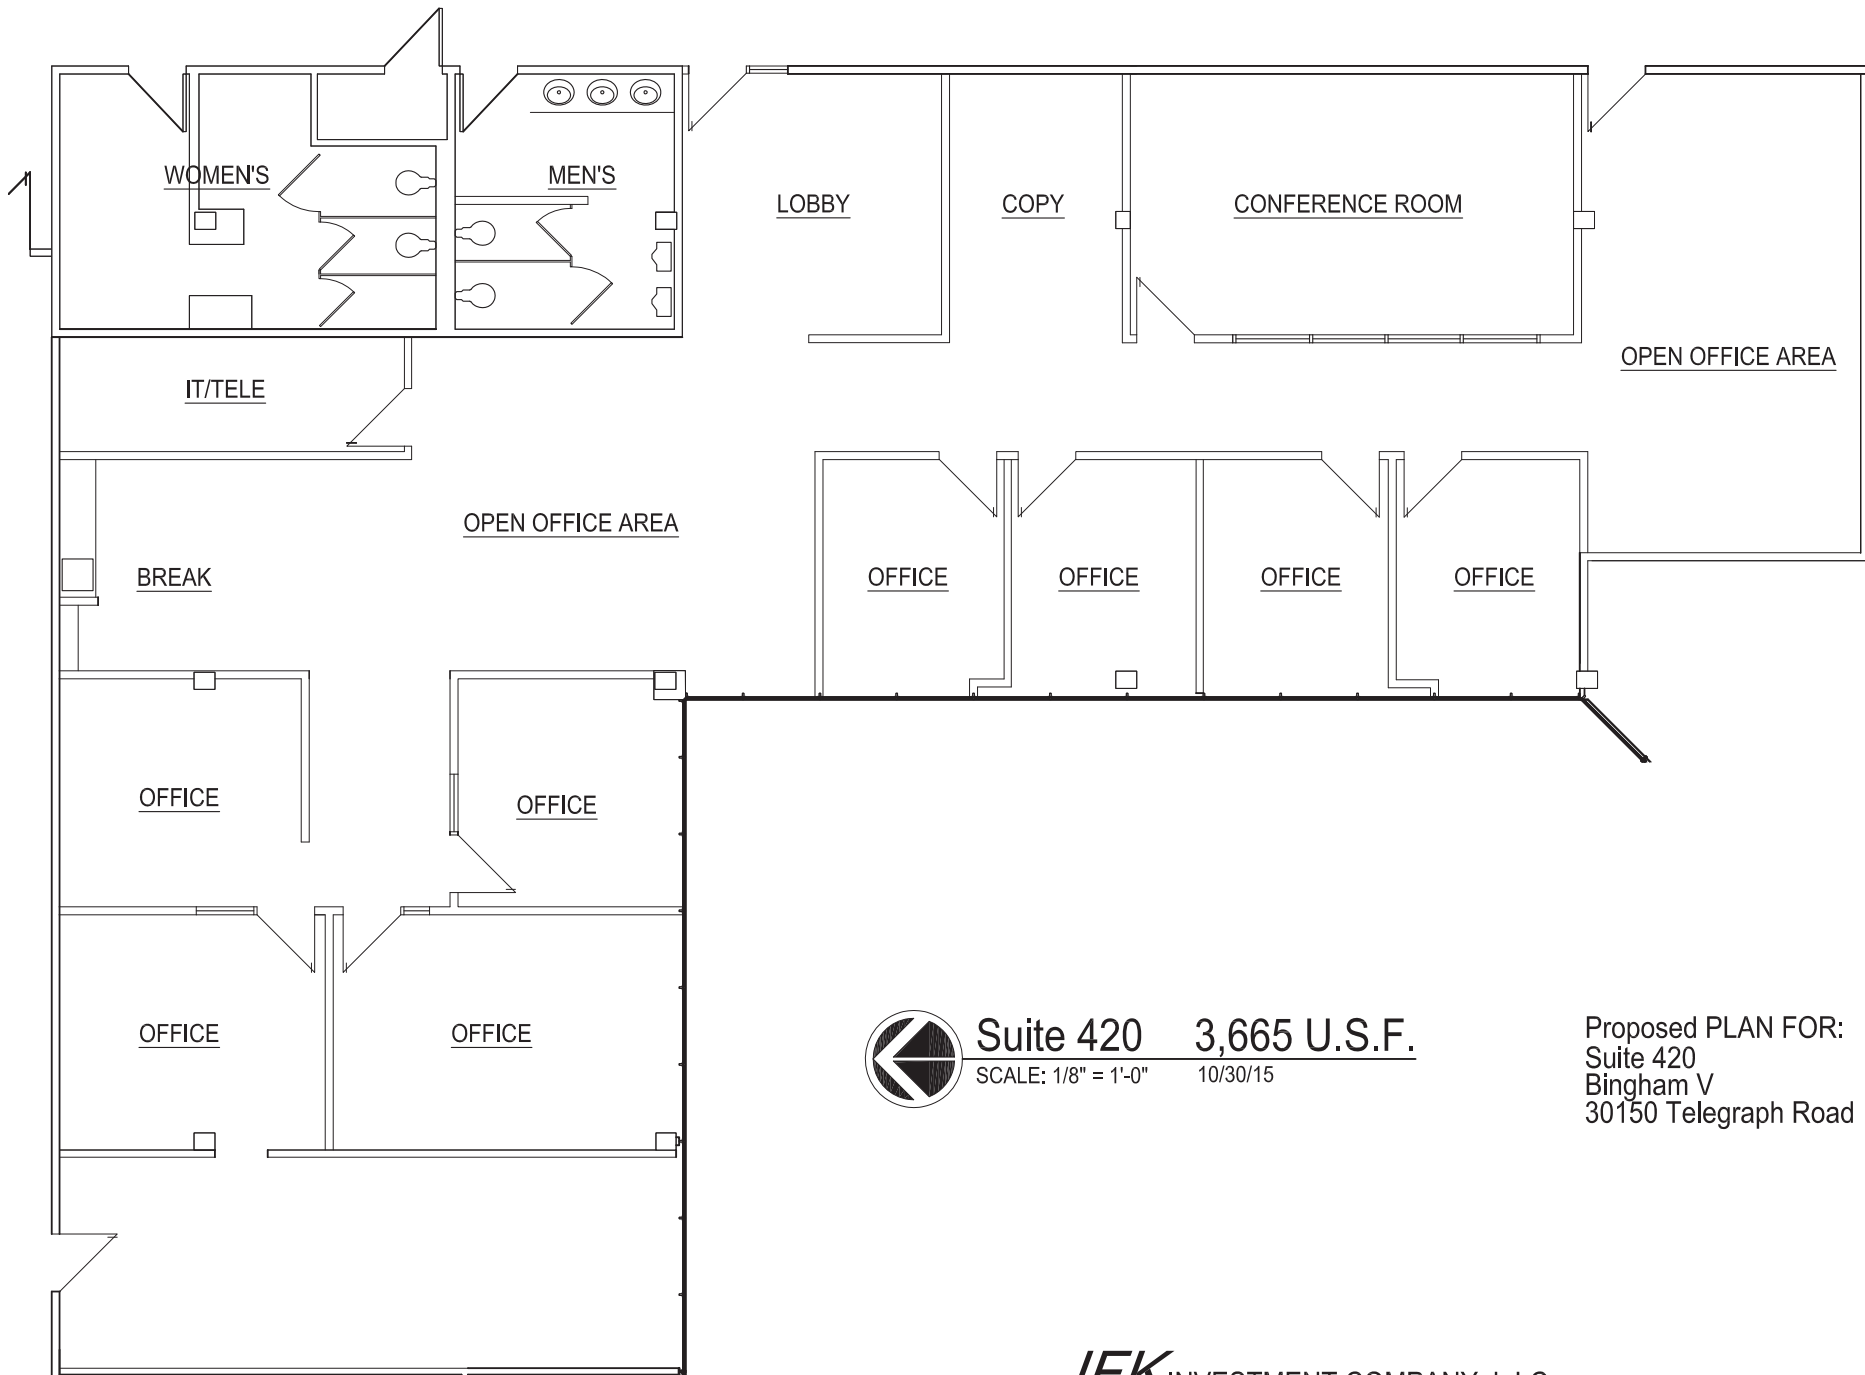 WOMEN'S
MEN'S
LOBBY
COPY
CONFERENCE ROOM
OPEN OFFICE AREA
IT/TELE
OPEN OFFICE AREA
BREAK
OFFICE
OFFICE
OFFICE
OFFICE
OFFICE
OFFICE
OFFICE
OFFICE
Suite 420 3,665 U.S.F.
SCALE: 1/8" = 1'-0" 10/30/15
Proposed PLAN FOR:
Suite 420
Bingham V
30150 Telegraph Road
INVESTMENT COMPANY, L.L.C.